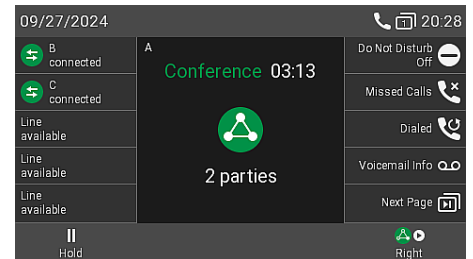 09/27/2024
1
20:28
B
connected
C
connected
Line
available
Line
available
Line
available
A
Conference 03:13
2 parties
Do Not Disturb
Off
Missed Calls
Dialed
Voicemail Info
Next Page
Hold
Right